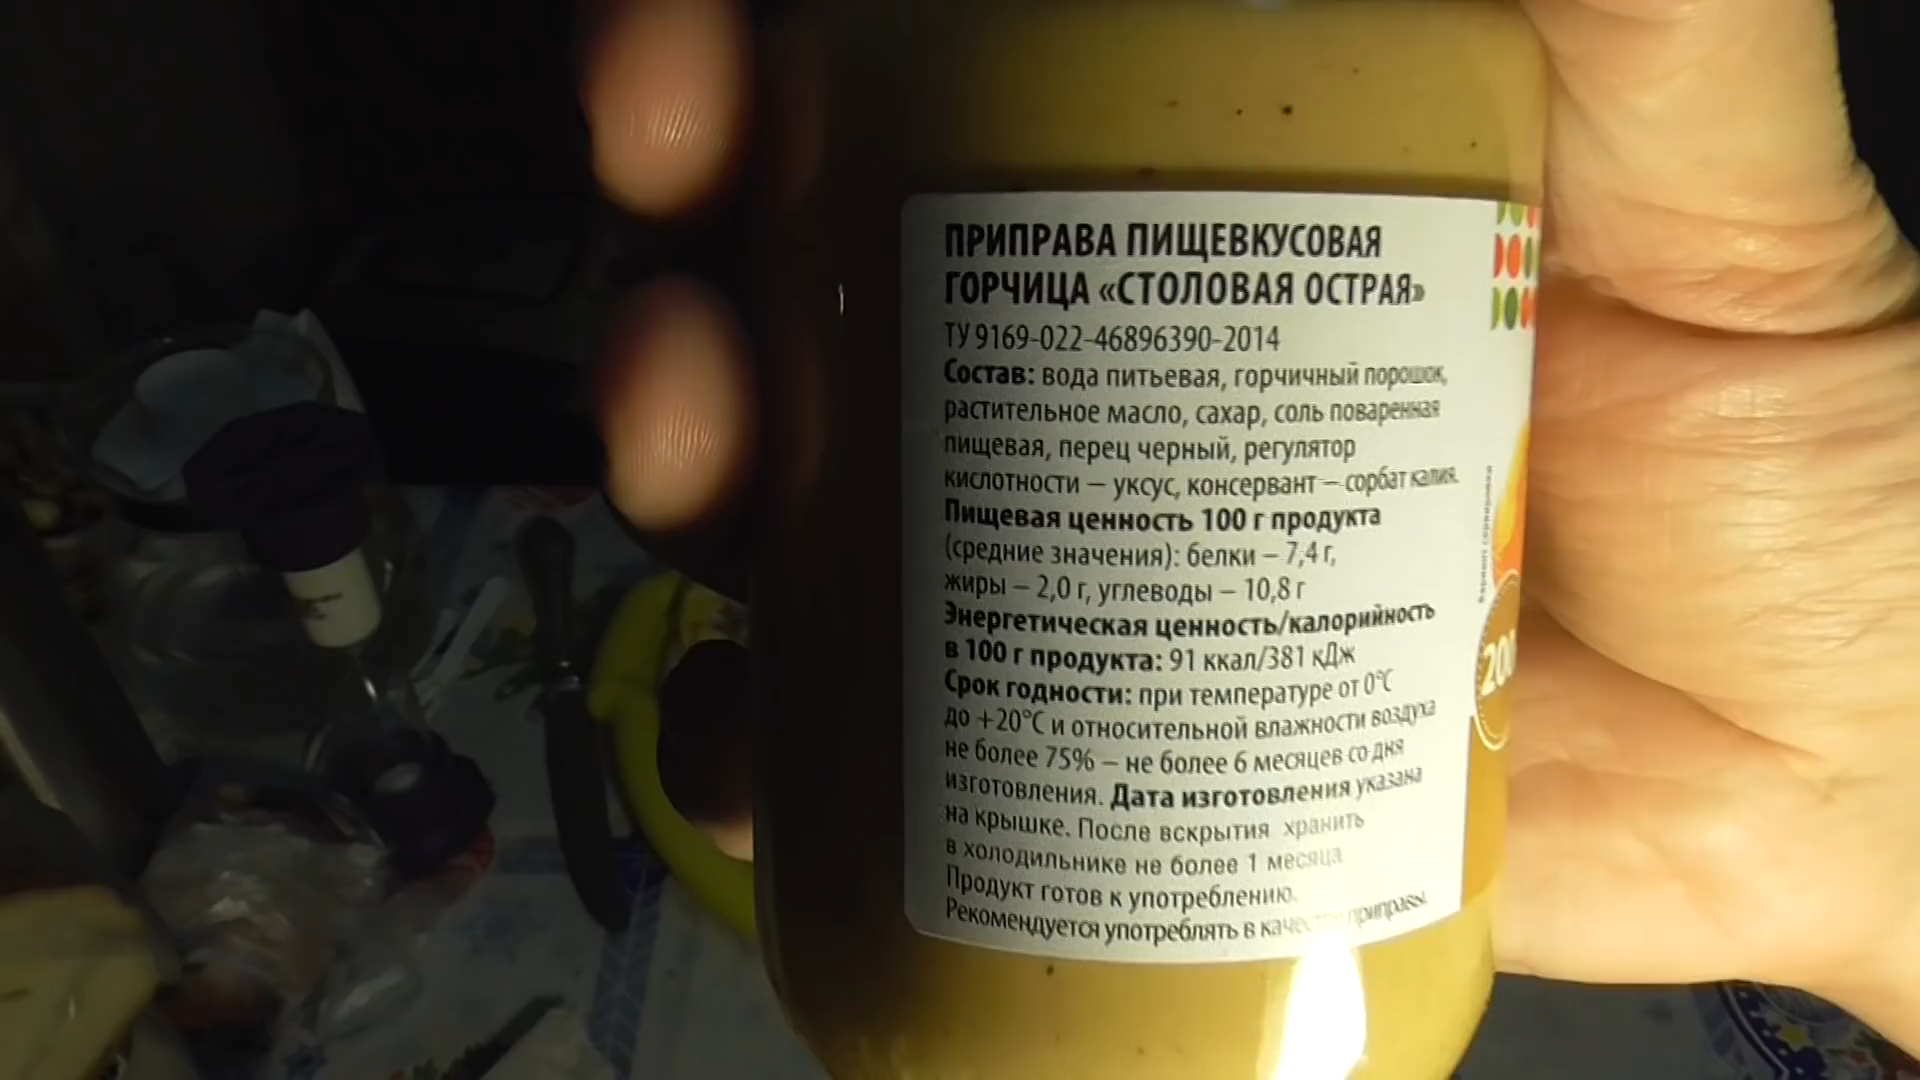 ПРИПРАВА ПИЩЕВКУСОВАЯ
ГОРЧИЦА «СТОЛОВАЯ ОСТРАЯ»
ТУ 9169-022-46896390-2014
Состав: вода питьевая, горчичный порошок,
растительное масло, сахар, соль поваренная
пищевая, перец черный, регулятор
кислотности – уксус, консервант – сорбат калия.
Пищевая ценность 100 г продукта
(средние значения): белки – 7,4 г,
жиры – 2,0 г, углеводы – 10,8 г
Энергетическая ценность/калорийность
в 100 г продукта: 91 ккал/381 кДж
Срок годности: при температуре от 0°С
до +20°С и относительной влажности воздуха
не более 75% – не более 6 месяцев со дня
изготовления. Дата изготовления указана
на крышке. После вскрытия хранить
в холодильнике не более 1 месяца.
Продукт готов к употреблению.
Рекомендуется употреблять в приправы.